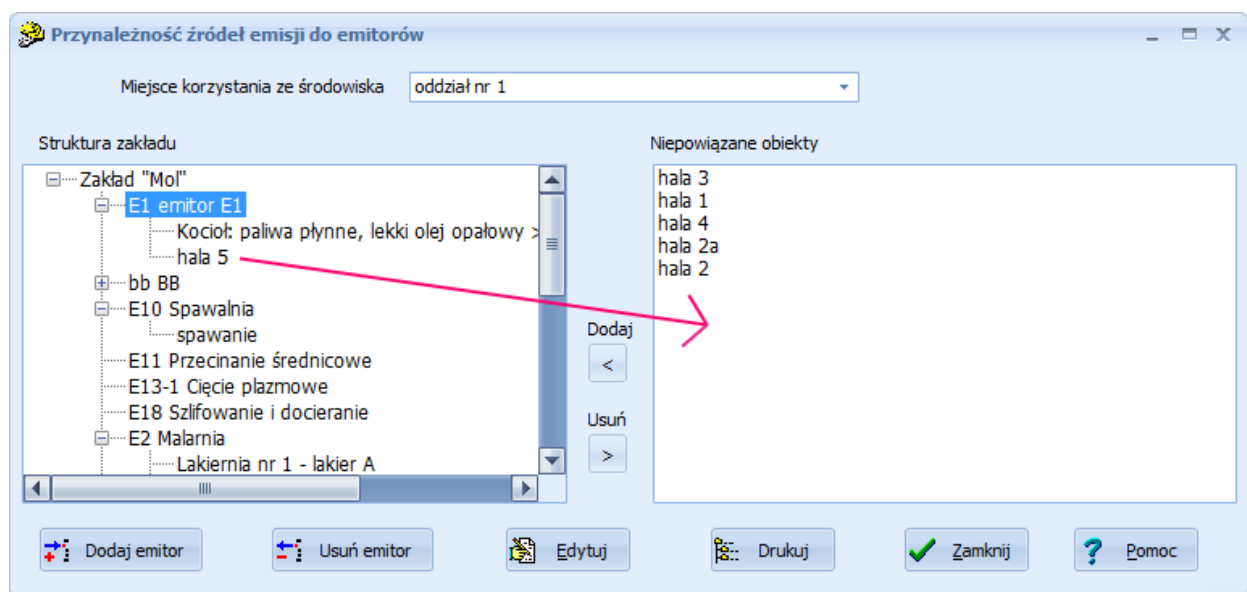 Przynależność źródeł emisji do emitorów
Miejsce korzystania ze środowiska oddział nr 1
Struktura zakładu
Zakład "Mol"
E1 emitor E1
Kocioł: paliwa płynne, lekki olej opałowy >
hala 5
bb BB
E10 Spawalnia
spawanie
E11 Przecinanie średnicowe
E13-1 Cięcie plazmowe
E18 Szlifowanie i docieranie
E2 Malarnia
Lakiernia nr 1 - lakier A
Dodaj
<
Usuń
>
Niepowiązane obiekty
hala 3
hala 1
hala 4
hala 2a
hala 2
Dodaj emitor Usuń emitor Edytuj Drukuj Zamknij ? Pomoc